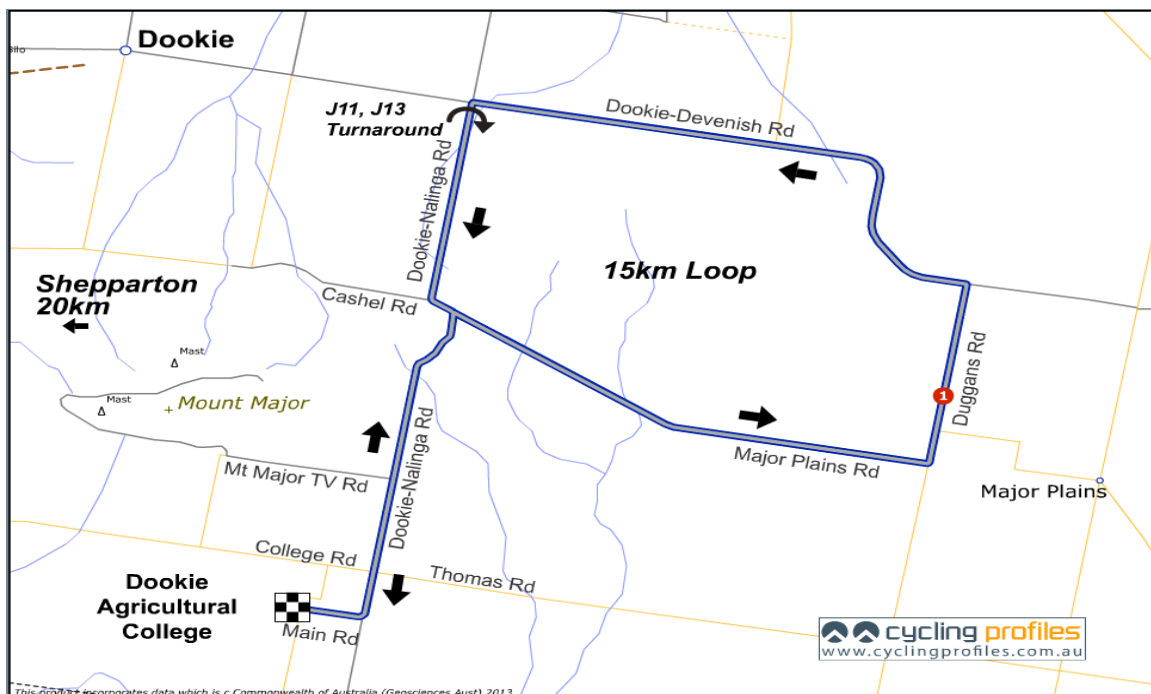 Dookie
ilo
J11, J13
Turnaround
Dookie-Devenish Rd
Dookie-Nalinga Rd
15km Loop
Shepparton
20km
Cashel Rd
Mast
Mast
Mount Major
Duggans Rd
1
Major Plains Rd
Major Plains
Mt Major TV Rd
Dookie-Nalinga Rd
College Rd
Thomas Rd
Dookie
Agricultural
College
Main Rd
cycling profiles
www.cyclingprofiles.com.au
This product incorporates data which is c Commonwealth of Australia (Geosciences Aust) 2013